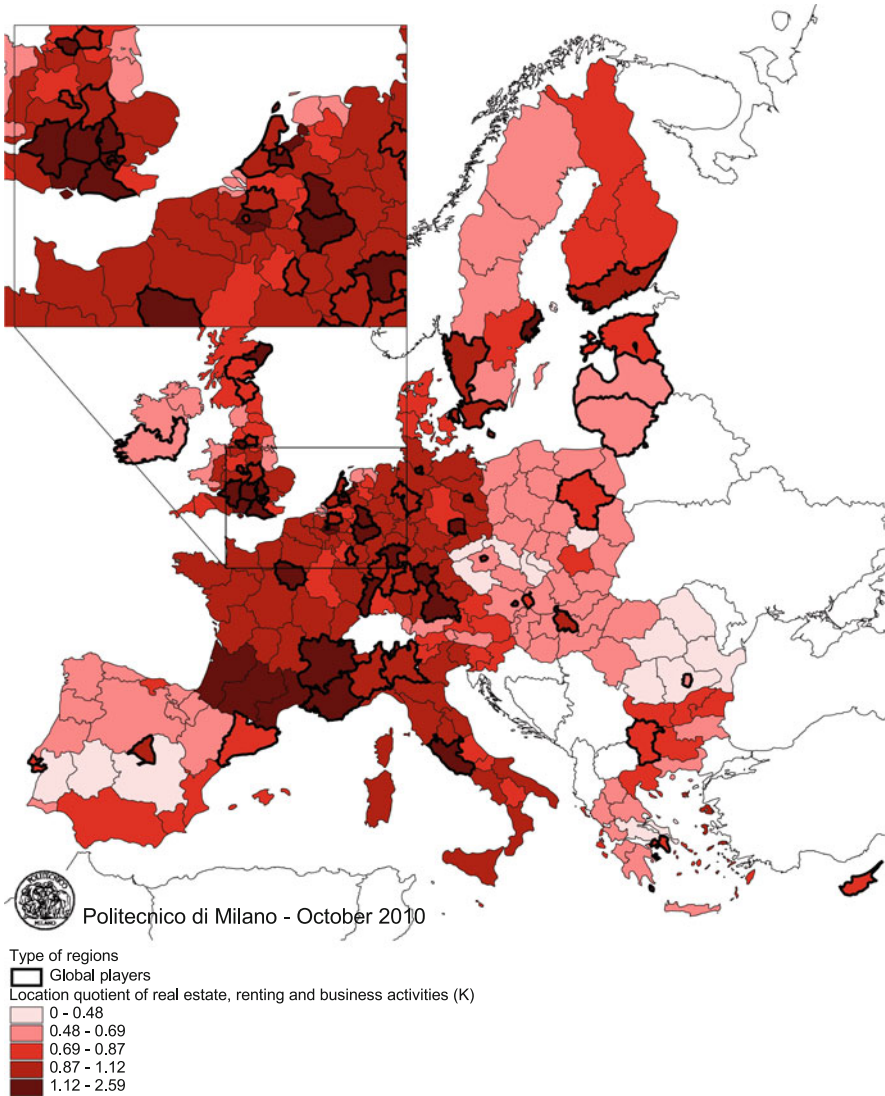 POLITECNICO
MILANO
Politecnico di Milano - October 2010
Type of regions
Global players
Location quotient of real estate, renting and business activities (K)
0 - 0.48
0.48 - 0.69
0.69 - 0.87
0.87 - 1.12
1.12 - 2.59